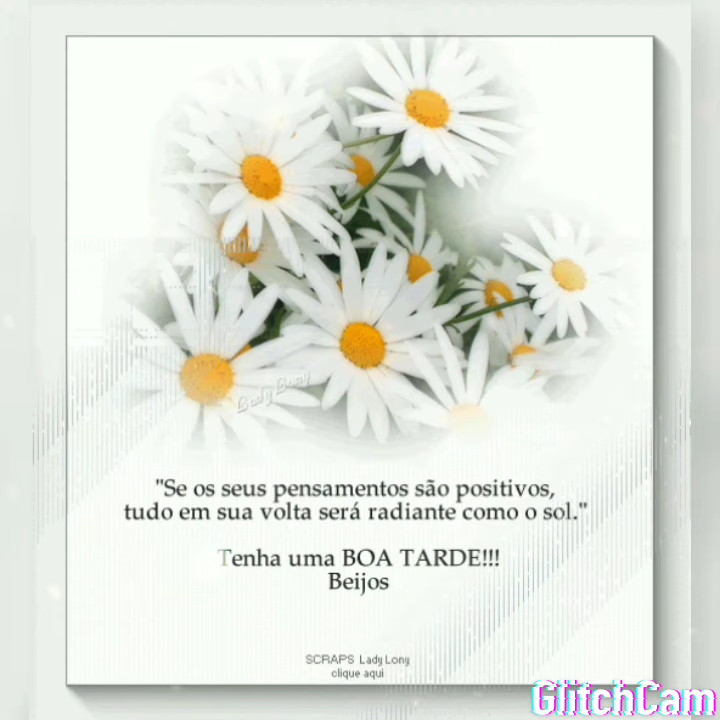 "Se os seus pensamentos são positivos,
tudo em sua volta será radiante como o sol."
Tenha uma BOA TARDE!!!
Beijos
SCRAPS Lady Lony
clique aqui
GlitchCam